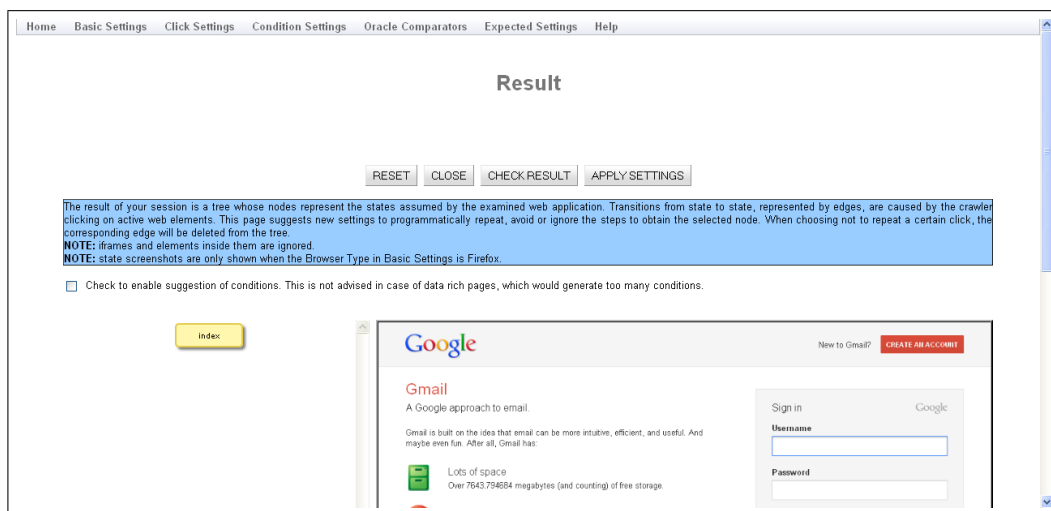 Home Basic Settings Click Settings Condition Settings Oracle Comparators Expected Settings Help
Result
RESET CLOSE CHECK RESULT APPLY SETTINGS
The result of your session is a tree whose nodes represent the states assumed by the examined web application. Transitions from state to state, represented by edges, are caused by the crawler
clicking on active web elements. This page suggests new settings to programmatically repeat, avoid or ignore the steps to obtain the selected node. When choosing not to repeat a certain click, the
corresponding edge will be deleted from the tree.
NOTE: iframes and elements inside them are ignored.
NOTE: state screenshots are only shown when the Browser Type in Basic Settings is Firefox.
Check to enable suggestion of conditions. This is not advised in case of data rich pages, which would generate too many conditions.
index
Google
New to Gmail? CREATE AN ACCOUNT
Gmail
A Google approach to email.
Gmail is built on the idea that email can be more intuitive, efficient, and useful. And
maybe even fun. After all, Gmail has:
Lots of space
Over 7643.794684 megabytes (and counting) of free storage.
Sign in Google
Username
Password